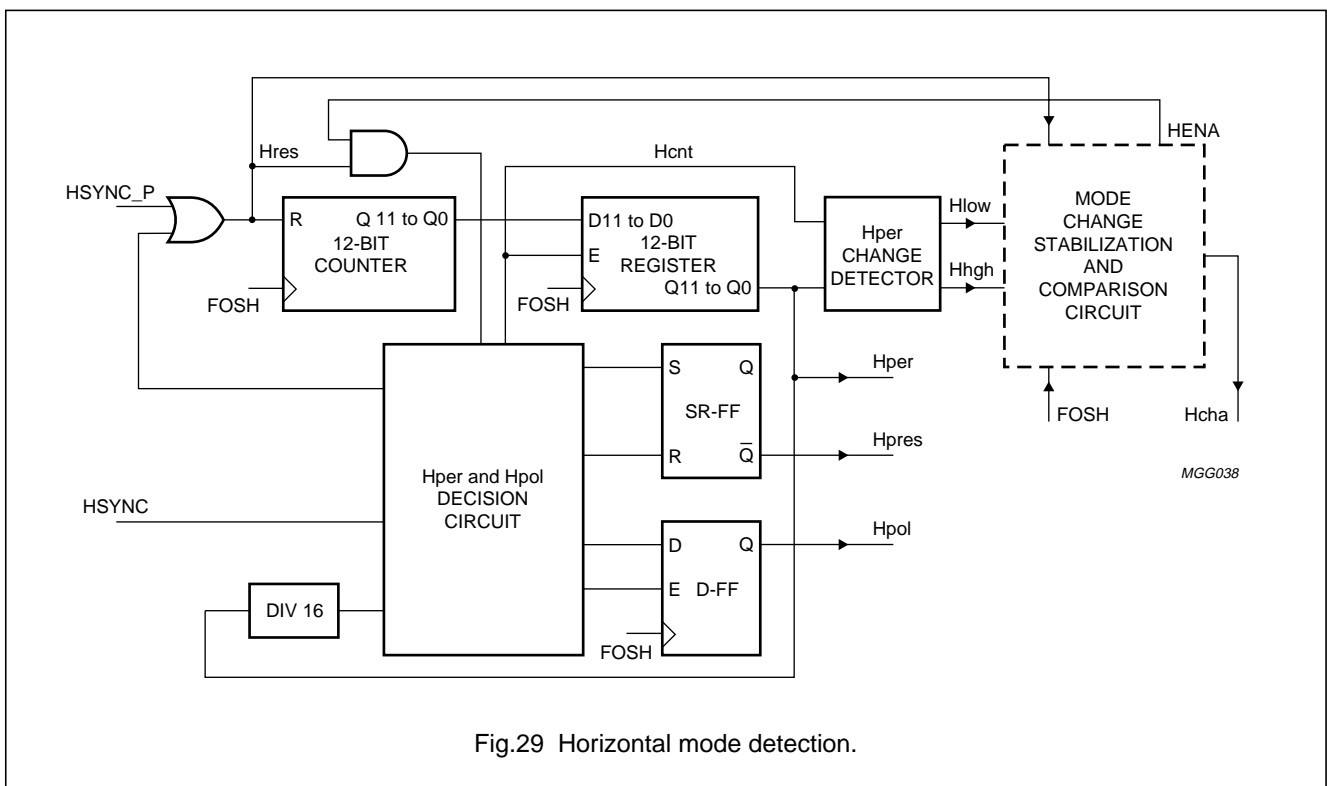 HENA
Hres
Hcnt
HSYNC_P
R
Q 11 to Q0
12-BIT
COUNTER
FOSH
D11 to D0
12-BIT
REGISTER
E
Q11 to Q0
FOSH
Hper
CHANGE
DETECTOR
Hlow
Hhgh
MODE
CHANGE
STABILIZATION
AND
COMPARISON
CIRCUIT
FOSH
Hcha
S
Q
SR-FF
R
Q̅
Hper
Hpres
MGG038
HSYNC
Hper and Hpol
DECISION
CIRCUIT
D
Q
E
D-FF
FOSH
Hpol
DIV 16
Fig.29 Horizontal mode detection.